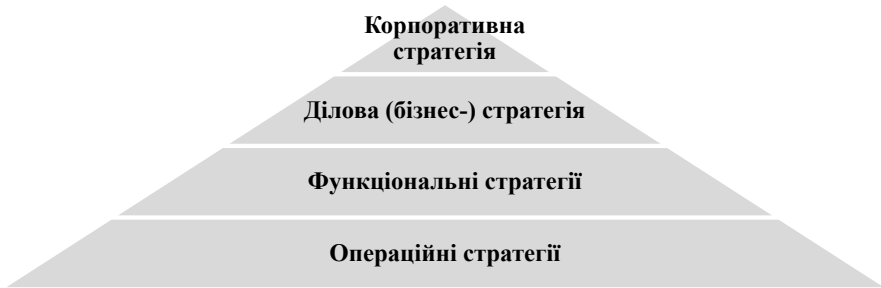 Корпоративна
стратегія
Ділова (бізнес-) стратегія
Функціональні стратегії
Операційні стратегії